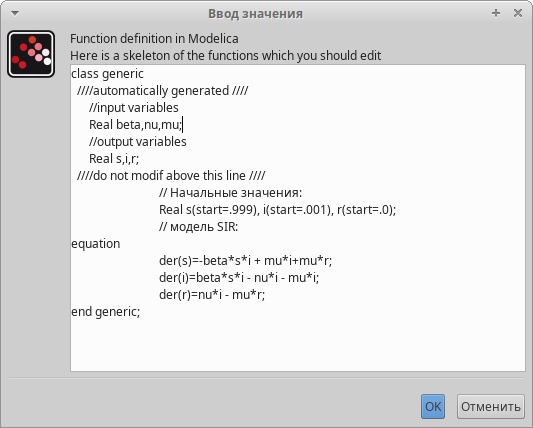 Ввод значения
Function definition in Modelica
Here is a skeleton of the functions which you should edit
class generic
////automatically generated ////
//input variables
Real beta,nu,mu;
//output variables
Real s,i,r;
////do not modif above this line ////
// Начальные значения:
Real s(start=.999), i(start=.001), r(start=.0);
// модель SIR:
equation
der(s)=-beta*s*i + mu*i+mu*r;
der(i)=beta*s*i - nu*i - mu*i;
der(r)=nu*i - mu*r;
end generic;
OK
Отменить